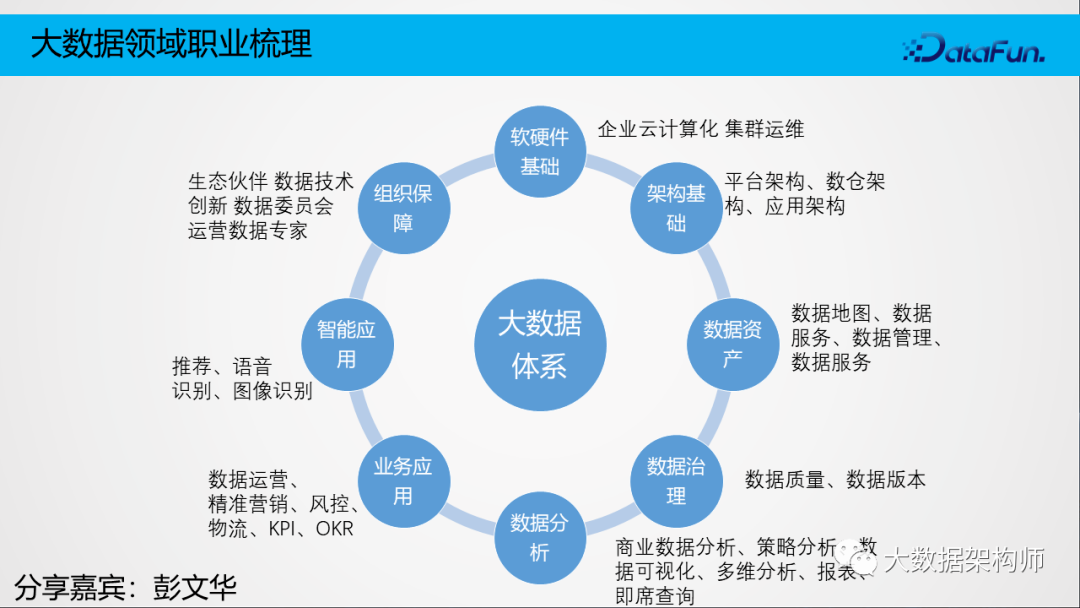 大数据领域职业梳理
DataFun.
软硬件
基础
企业云计算化 集群运维
架构基
础
平台架构、数仓架
构、应用架构
数据资
产
数据地图、数据
服务、数据管理、
数据服务
数据治
理
数据质量、数据版本
数据分
析
商业数据分析、策略分析、数
据可视化、多维分析、报表、
即席查询
业务应
用
数据运营、
精准营销、风控、
物流、KPI、OKR
智能应
用
推荐、语音
识别、图像识别
组织保
障
生态伙伴 数据技术
创新 数据委员会
运营数据专家
大数据
体系
大数据架构师
分享嘉宾：彭文华